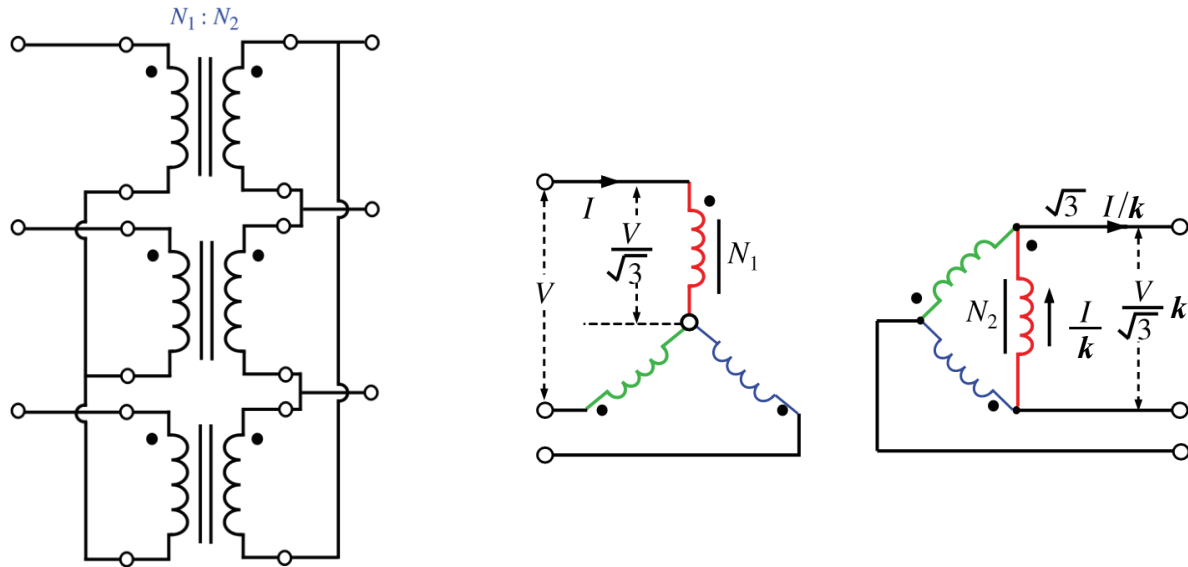 N₁ : N₂
I
V/√3
V
N₁
√3 I/k
N₂
I/k
V/√3 k